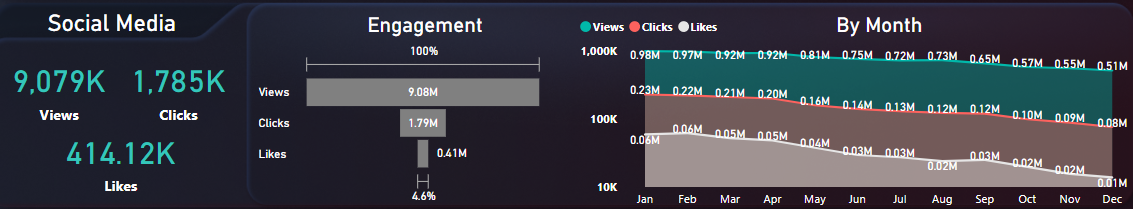 Social Media
9,079K 1,785K
Views Clicks
414.12K
Likes
Engagement
100%
Views 9.08M
Clicks 1.79M
Likes 0.41M
4.6%
Views Clicks Likes
By Month
1,000K
100K
10K
0.98M 0.97M 0.92M 0.92M 0.81M 0.75M 0.72M 0.73M 0.65M 0.57M 0.55M 0.51M
0.23M 0.22M 0.21M 0.20M 0.16M 0.14M 0.13M 0.12M 0.12M 0.10M 0.09M 0.08M
0.06M 0.06M 0.05M 0.05M 0.04M 0.03M 0.03M 0.02M 0.03M 0.02M 0.02M 0.01M
Jan Feb Mar Apr May Jun Jul Aug Sep Oct Nov Dec